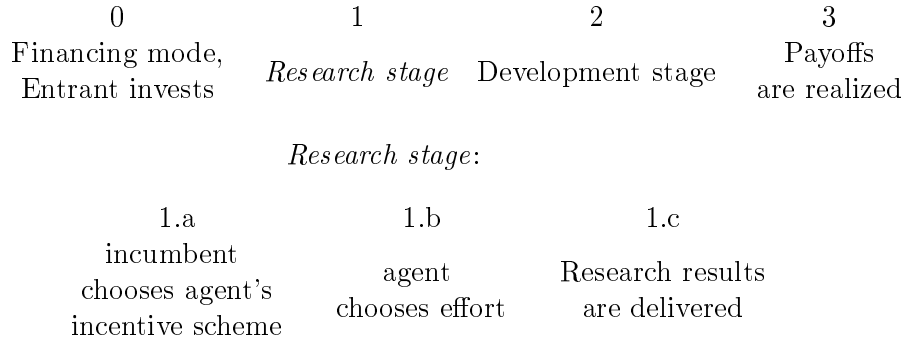 0 1 2 3
Financing mode, Payoffs
Research stage Development stage
Entrant invests are realized
Research stage:
1.a 1.b 1.c
incumbent
agent Research results
chooses agent's
chooses effort are delivered
incentive scheme